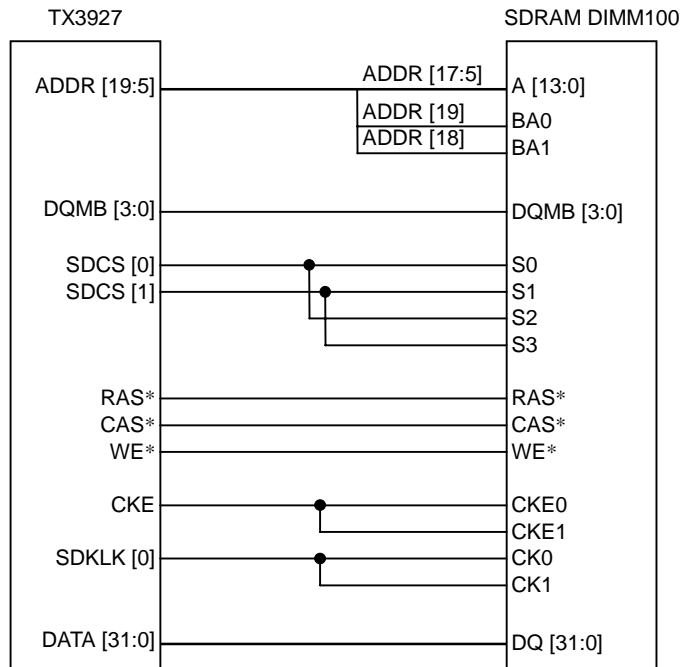 TX3927 SDRAM DIMM100
ADDR [19:5] ADDR [17:5] A [13:0]
ADDR [19] BA0
ADDR [18] BA1
DQMB [3:0] DQMB [3:0]
SDCS [0] S0
SDCS [1] S1
S2
S3
RAS* RAS*
CAS* CAS*
WE* WE*
CKE CKE0
CKE1
SDKLK [0] CK0
CK1
DATA [31:0] DQ [31:0]